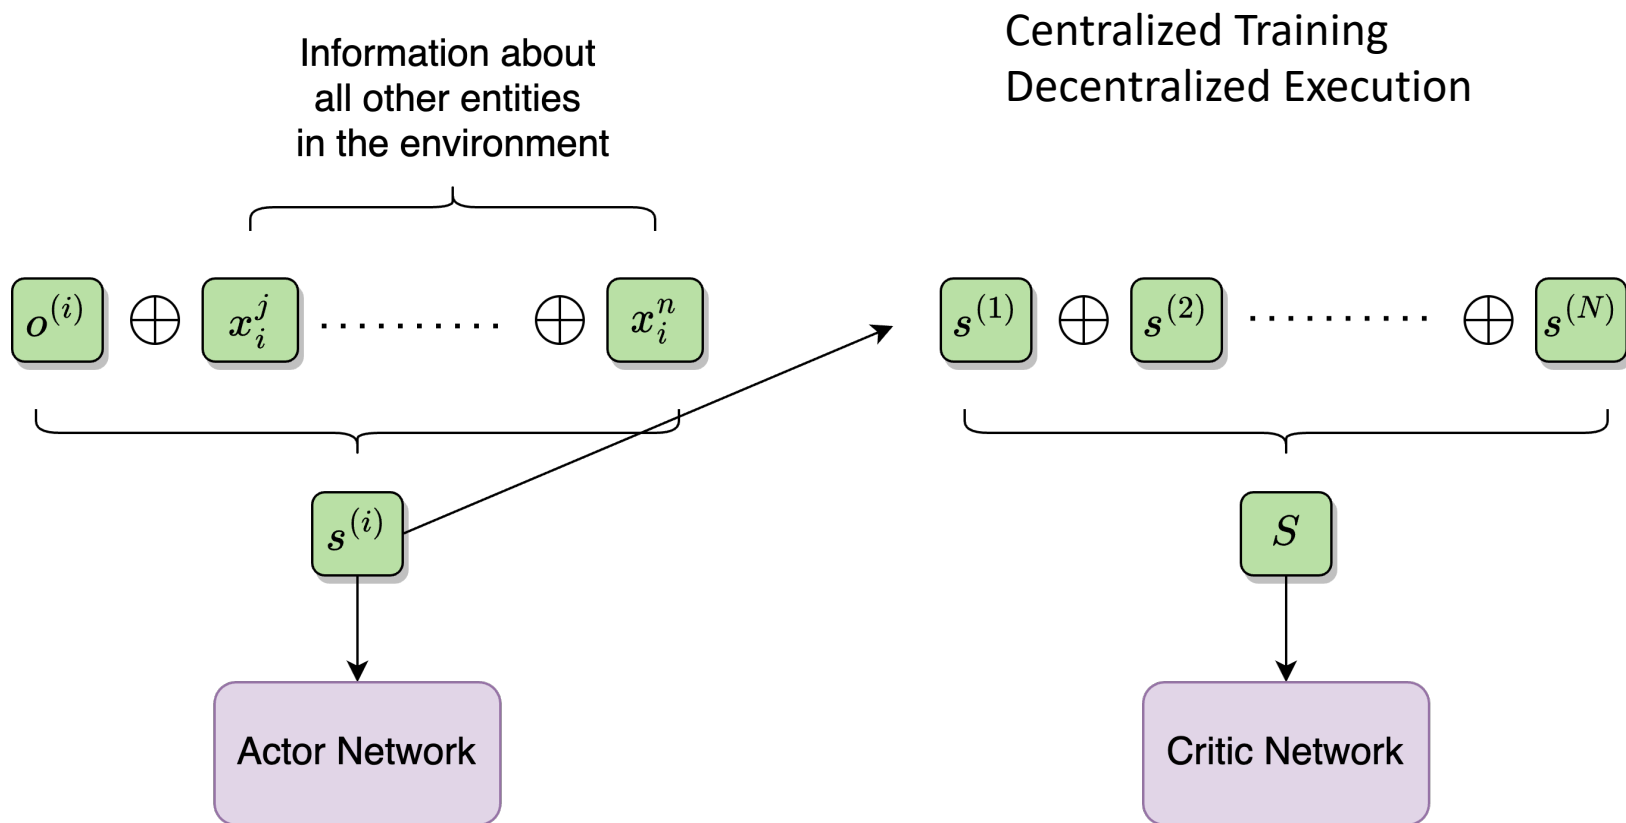 Information about
all other entities
in the environment
Centralized Training
Decentralized Execution
o^{(i)} ⊕ x_i^j .......... ⊕ x_i^n
s^{(1)} ⊕ s^{(2)} .......... ⊕ s^{(N)}
s^{(i)}
S
Actor Network
Critic Network